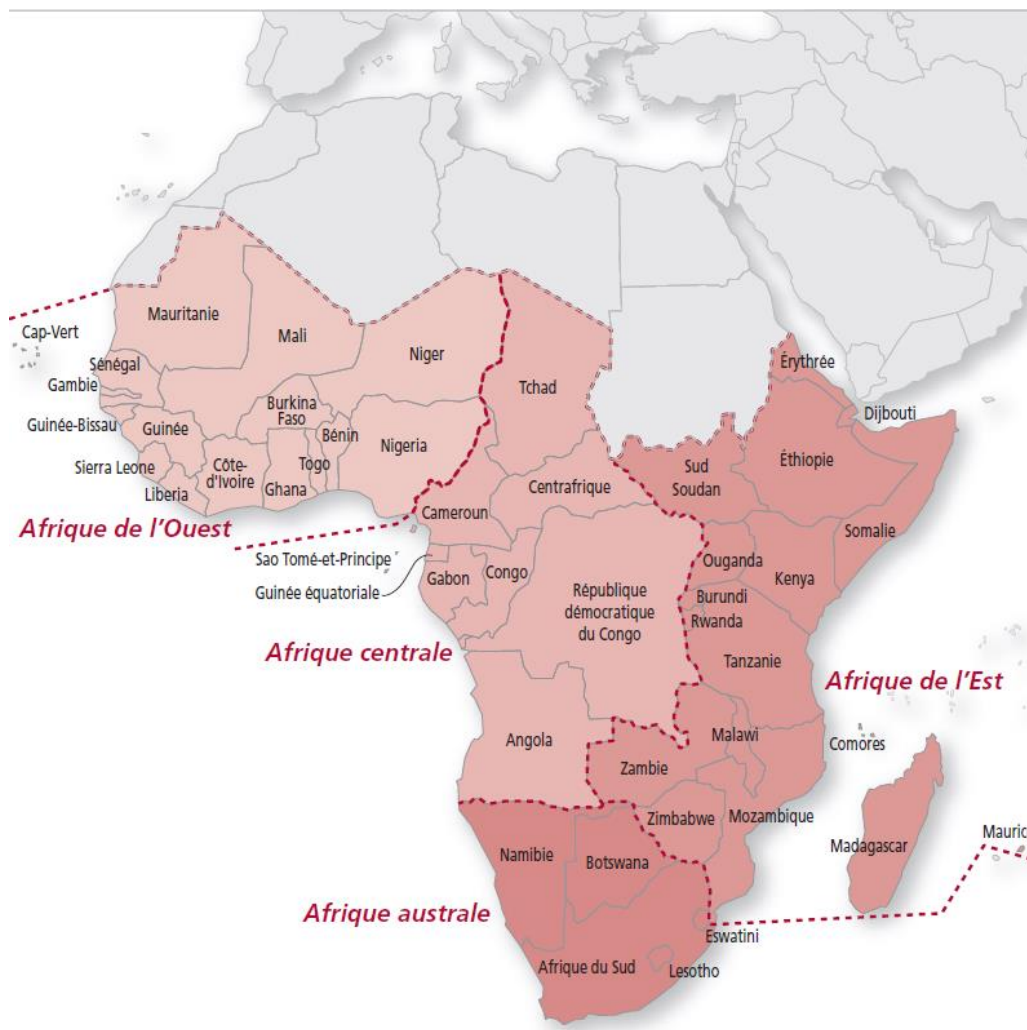 Mauritanie
Cap-Vert
Mali
Niger
Tchad
Érythrée
Sénégal
Gambie
Burkina
Faso
Djibouti
Guinée-Bissau
Guinée
Bénin
Nigeria
Sud
Soudan
Éthiopie
Sierra Leone
Côte-
d'Ivoire
Togo
Ghana
Liberia
Centrafrique
Cameroun
Afrique de l'Ouest
Somalie
Sao Tomé-et-Principe
Guinée équatoriale
Gabon
Congo
Ouganda
Kenya
République
démocratique
du Congo
Burundi
Rwanda
Afrique centrale
Tanzanie
Afrique de l'Est
Angola
Malawi
Comores
Zambie
Zimbabwe
Mozambique
Madagascar
Mauric
Namibie
Botswana
Afrique australe
Eswatini
Afrique du Sud
Lesotho